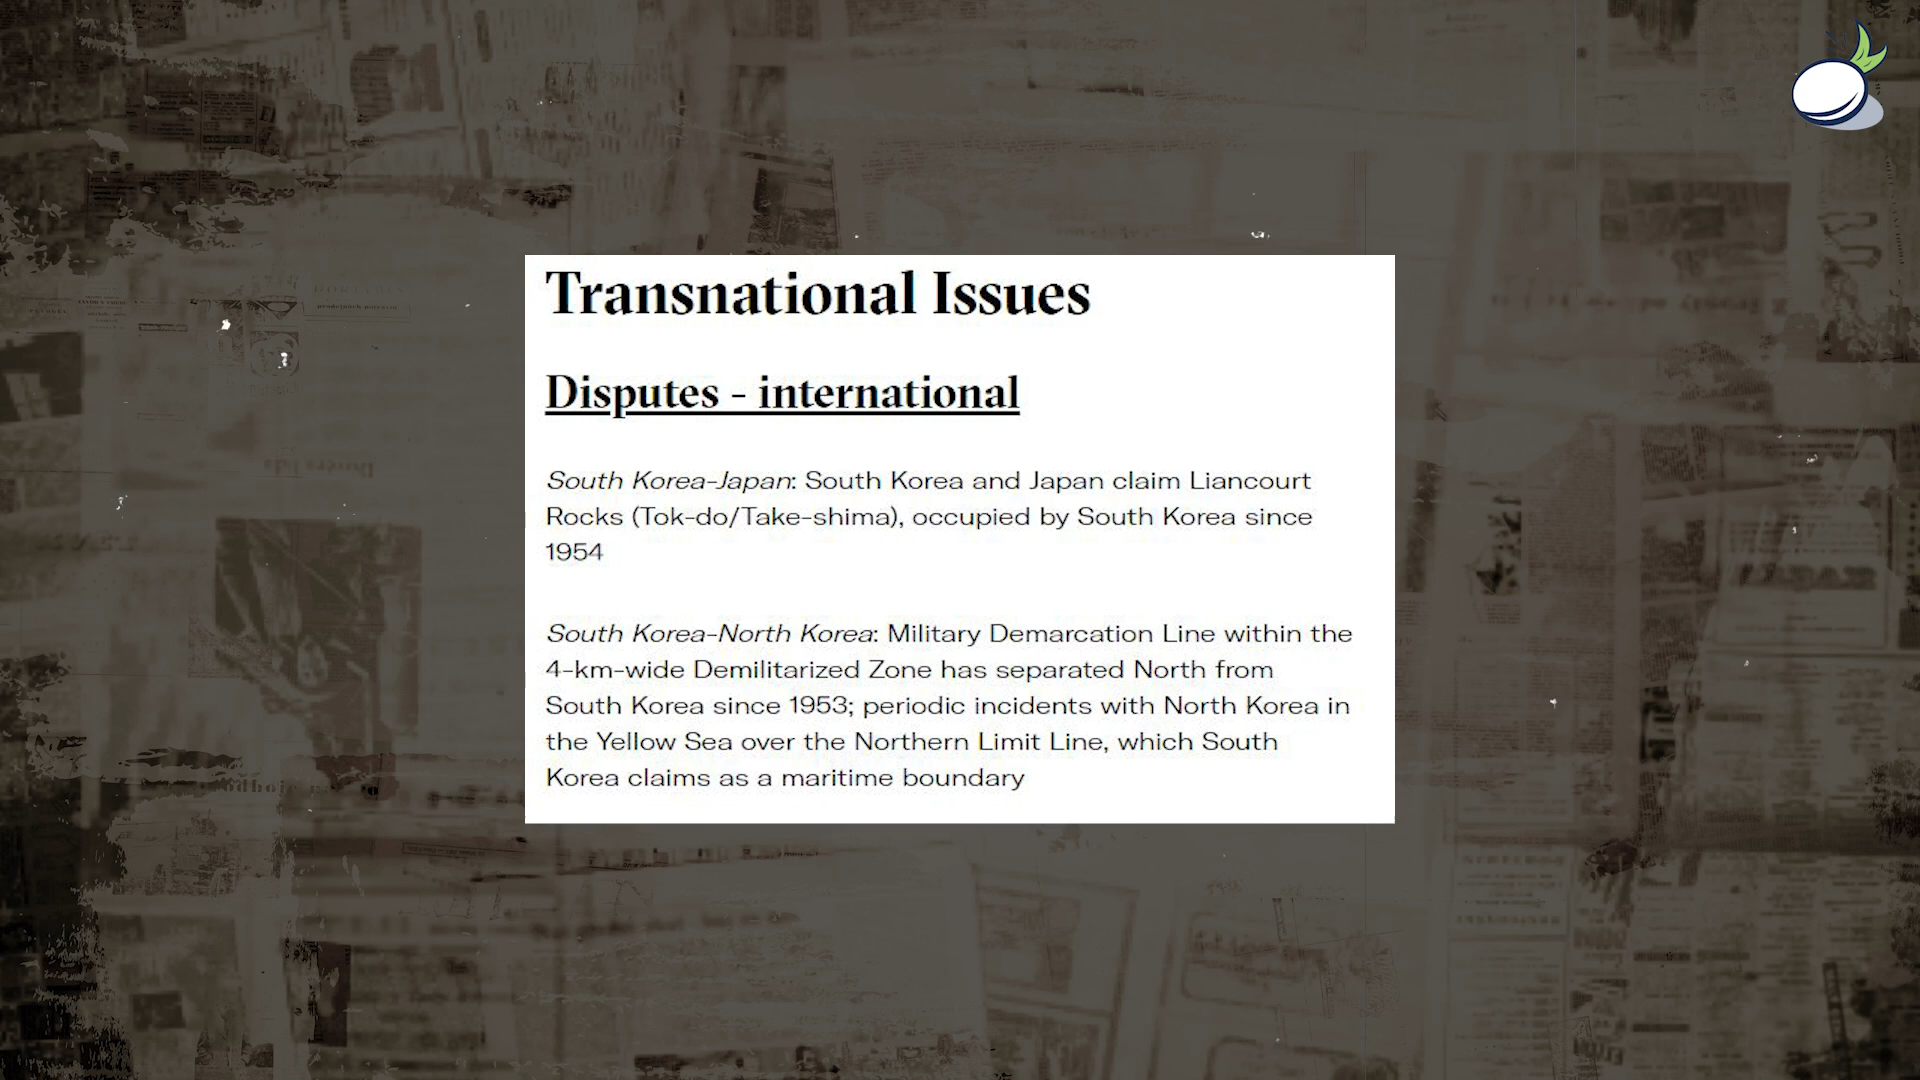 Transnational Issues
Disputes - international
South Korea-Japan: South Korea and Japan claim Liancourt
Rocks (Tok-do/Take-shima), occupied by South Korea since
1954
South Korea-North Korea: Military Demarcation Line within the
4-km-wide Demilitarized Zone has separated North from
South Korea since 1953; periodic incidents with North Korea in
the Yellow Sea over the Northern Limit Line, which South
Korea claims as a maritime boundary